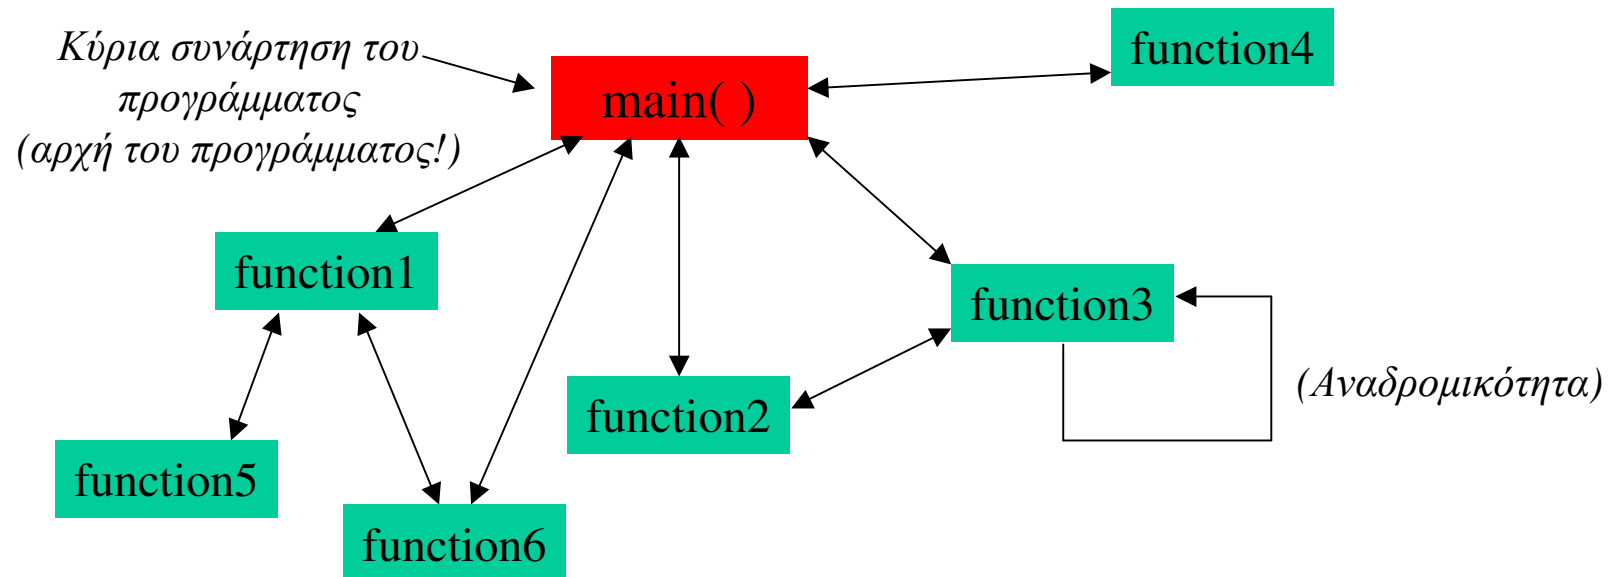 Κύρια συνάρτηση του
προγράμματος
(αρχή του προγράμματος!)
main( )
function4
function1
function3
(Αναδρομικότητα)
function2
function5
function6